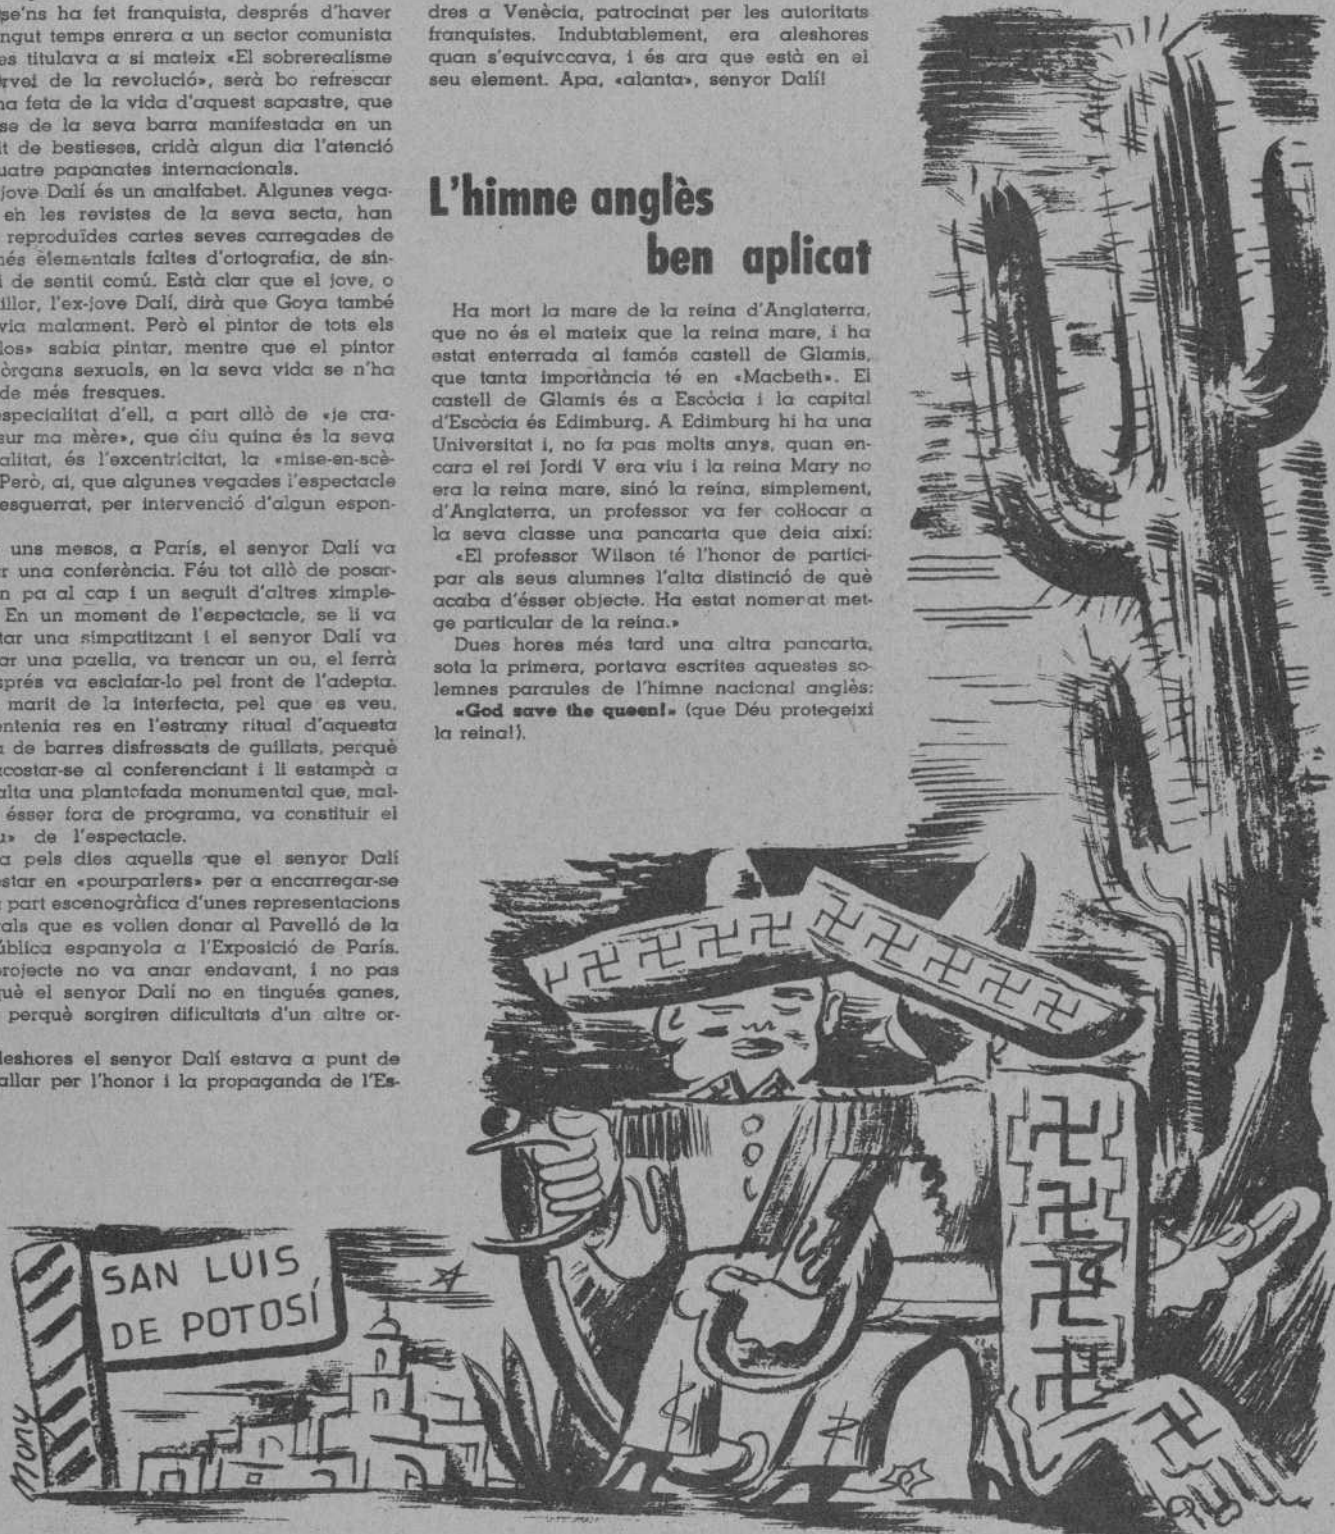 se'ns ha fet franquista, després d'haver
ngut temps enrera a un sector comunista
es titulava a si mateix «El sobrerealisme
ervei de la revolució», serà bo refrescar
na feta de la vida d'aquest sapastre, que
se de la seva barra manifestada en un
it de bestieses, cridà algun dia l'atenció
uatre papanates internacionals.
jove Dalí és un analfabet. Algunes vega-
en les revistes de la seva secta, han
reproduïdes cartes seves carregades de
nés elementals faltes d'ortografia, de sin-
i de sentit comú. Està clar que el jove, o
illor, l'ex-jove Dalí, dirà que Goya també
via malament. Però el pintor de tots els
los» sabia pintar, mentre que el pintor
òrgans sexuals, en la seva vida se n'ha
de més fresques.
especialitat d'ell, a part allò de «je cra-
sur ma mère», que diu quina és la seva
alitat, és l'excentricitat, la «mise-en-scè-
Però, ai, que algunes vegades l'espectacle
esguerrat, per intervenció d'algun espon-
uns mesos, a París, el senyor Dalí va
r una conferència. Féu tot allò de posar-
n pa al cap i un seguit d'altres ximple-
En un moment de l'espectacle, se li va
tar una simpatitzant i el senyor Dalí va
ar una paella, va trencar un ou, el ferrà
sprés va esclafar-lo pel front de l'adepta.
marit de la interfecta, pel que es veu,
entenia res en l'estrany ritual d'aquesta
a de barres disfressats de guillats, perquè
acostar-se al conferenciant i li estampà a
alta una plantofada monumental que, mal-
ésser fora de programa, va constituir el
u» de l'espectacle.
a pels dies aquells que el senyor Dalí
estar en «pourparlers» per a encarregar-se
a part escenogràfica d'unes representacions
als que es volien donar al Pavelló de la
ública espanyola a l'Exposició de París.
projecte no va anar endavant, i no pas
què el senyor Dalí no en tingués ganes,
perquè sorgiren dificultats d'un altre or-
leshores el senyor Dalí estava a punt de
allar per l'honor i la propaganda de l'Es-
dres a Venècia, patrocinat per les autoritats
franquistes. Indubtablement, era aleshores
quan s'equivocava, i és ara que està en el
seu element. Apa, «alanta», senyor Dalí!
L'himne anglès
ben aplicat
Ha mort la mare de la reina d'Anglaterra,
que no és el mateix que la reina mare, i ha
estat enterrada al famós castell de Glamis,
que tanta importància té en «Macbeth». El
castell de Glamis és a Escòcia i la capital
d'Escòcia és Edimburg. A Edimburg hi ha una
Universitat i, no fa pas molts anys, quan en-
cara el rei Jordi V era viu i la reina Mary no
era la reina mare, sinó la reina, simplement,
d'Anglaterra, un professor va fer coŀlocar a
la seva classe una pancarta que deia així:
«El professor Wilson té l'honor de partici-
par als seus alumnes l'alta distinció de què
acaba d'ésser objecte. Ha estat nomenat met-
ge particular de la reina.»
Dues hores més tard una altra pancarta,
sota la primera, portava escrites aquestes so-
lemnes paraules de l'himne nacional anglès:
«God save the queen!» (que Déu protegeixi
la reina!).
SAN LUIS
DE POTOSÍ
nony